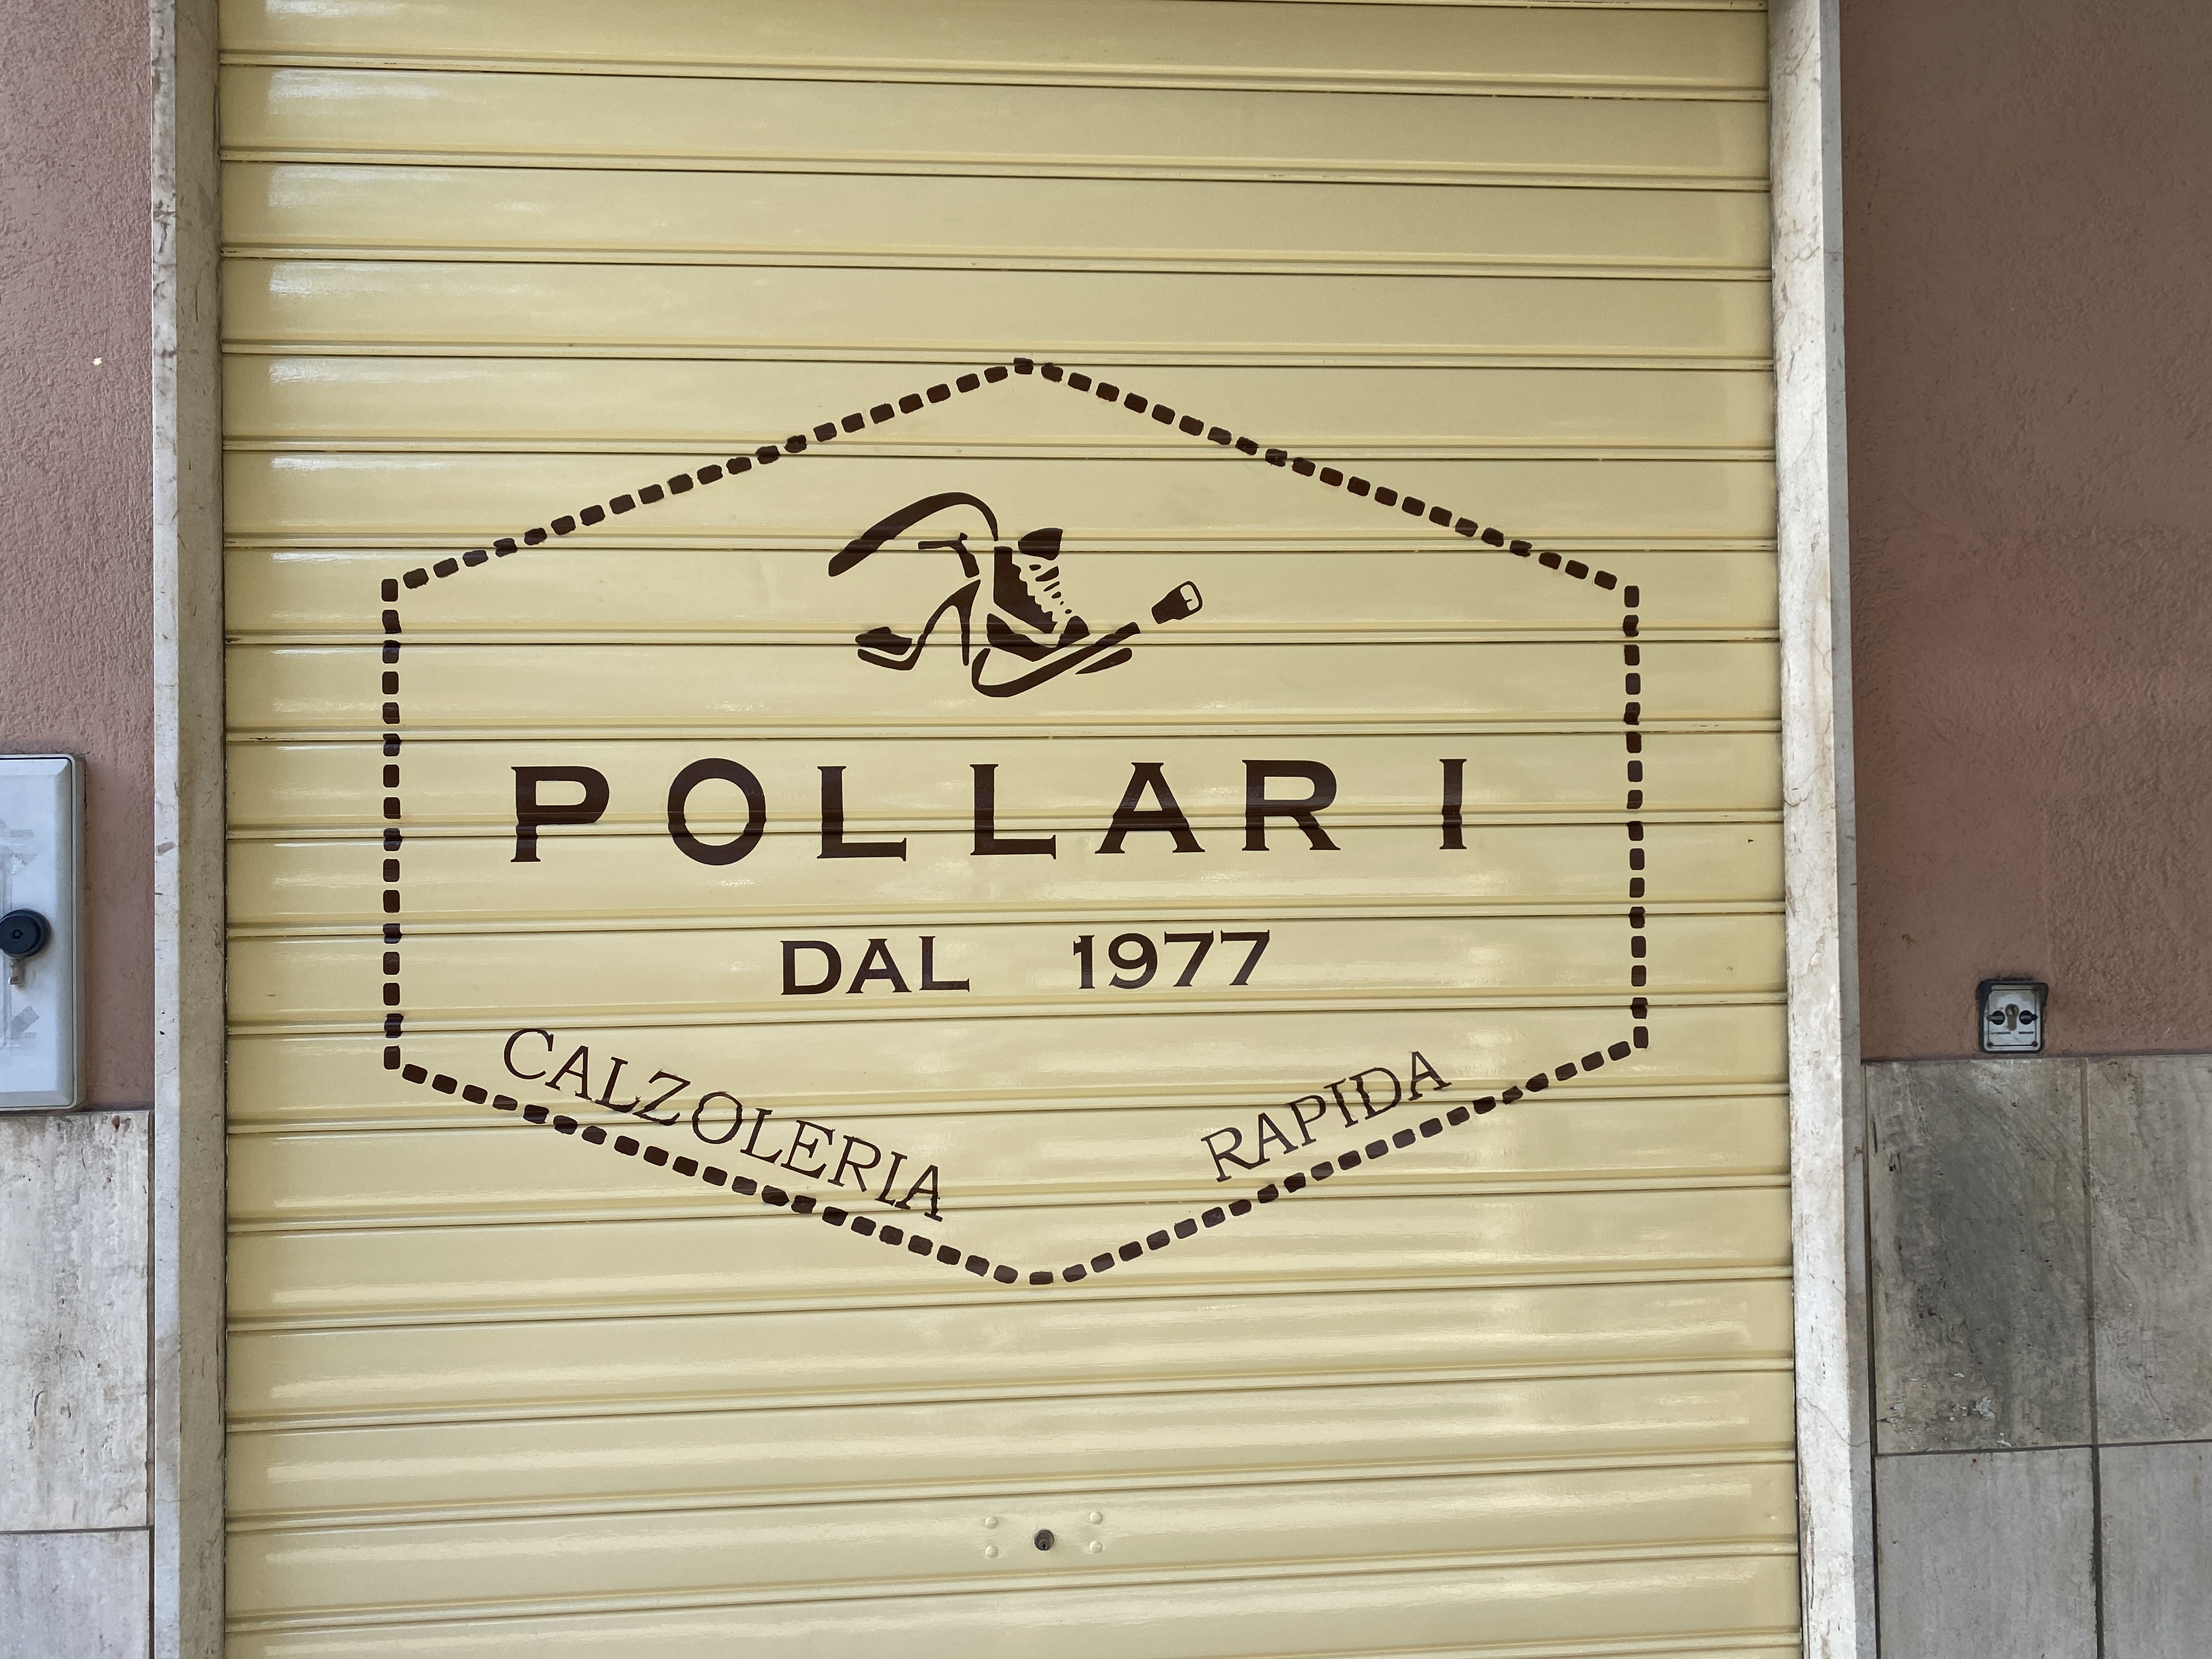 POLLARI
DAL 1977
CALZOLERIA RAPIDA